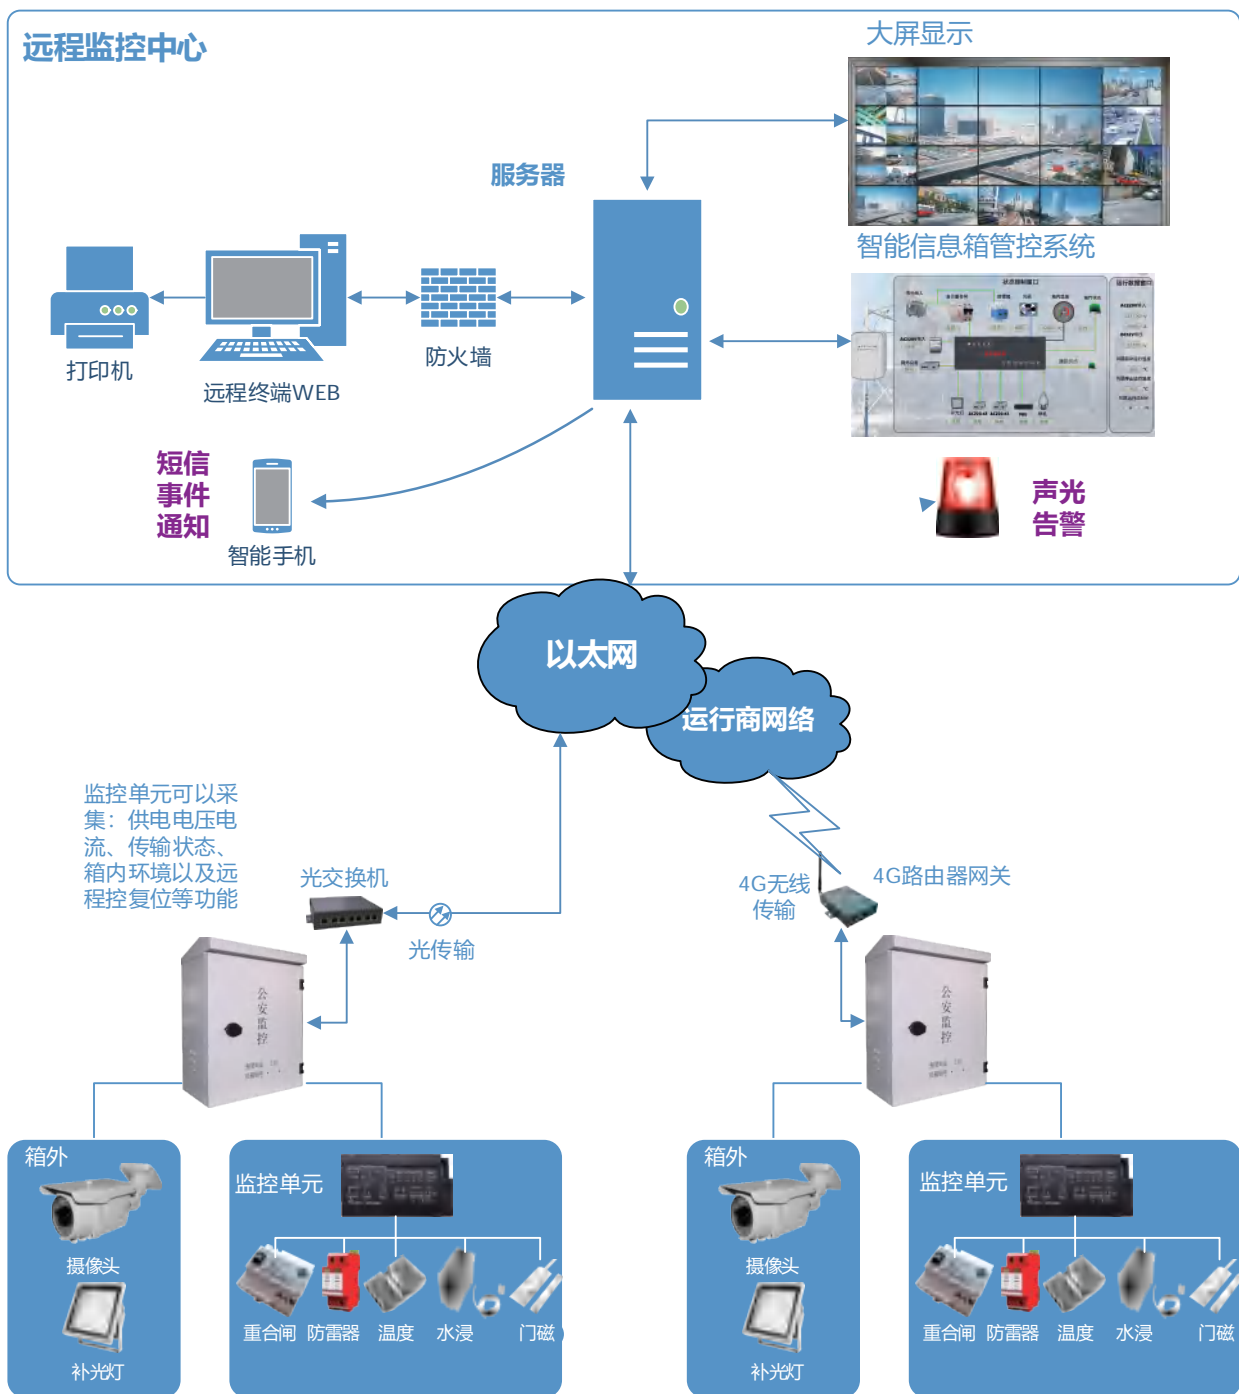 远程监控中心
大屏显示
服务器
智能信息箱管控系统
打印机
远程终端WEB
防火墙
短信
事件
通知
智能手机
声光
告警
以太网
运行商网络
监控单元可以采
集：供电电压电
流、传输状态、
箱内环境以及远
程控复位等功能
光交换机
光传输
4G无线
传输
4G路由器网关
公安监控
公安监控
箱外
摄像头
补光灯
监控单元
重合闸 防雷器 温度 水浸 门磁
箱外
摄像头
补光灯
监控单元
重合闸 防雷器 温度 水浸 门磁